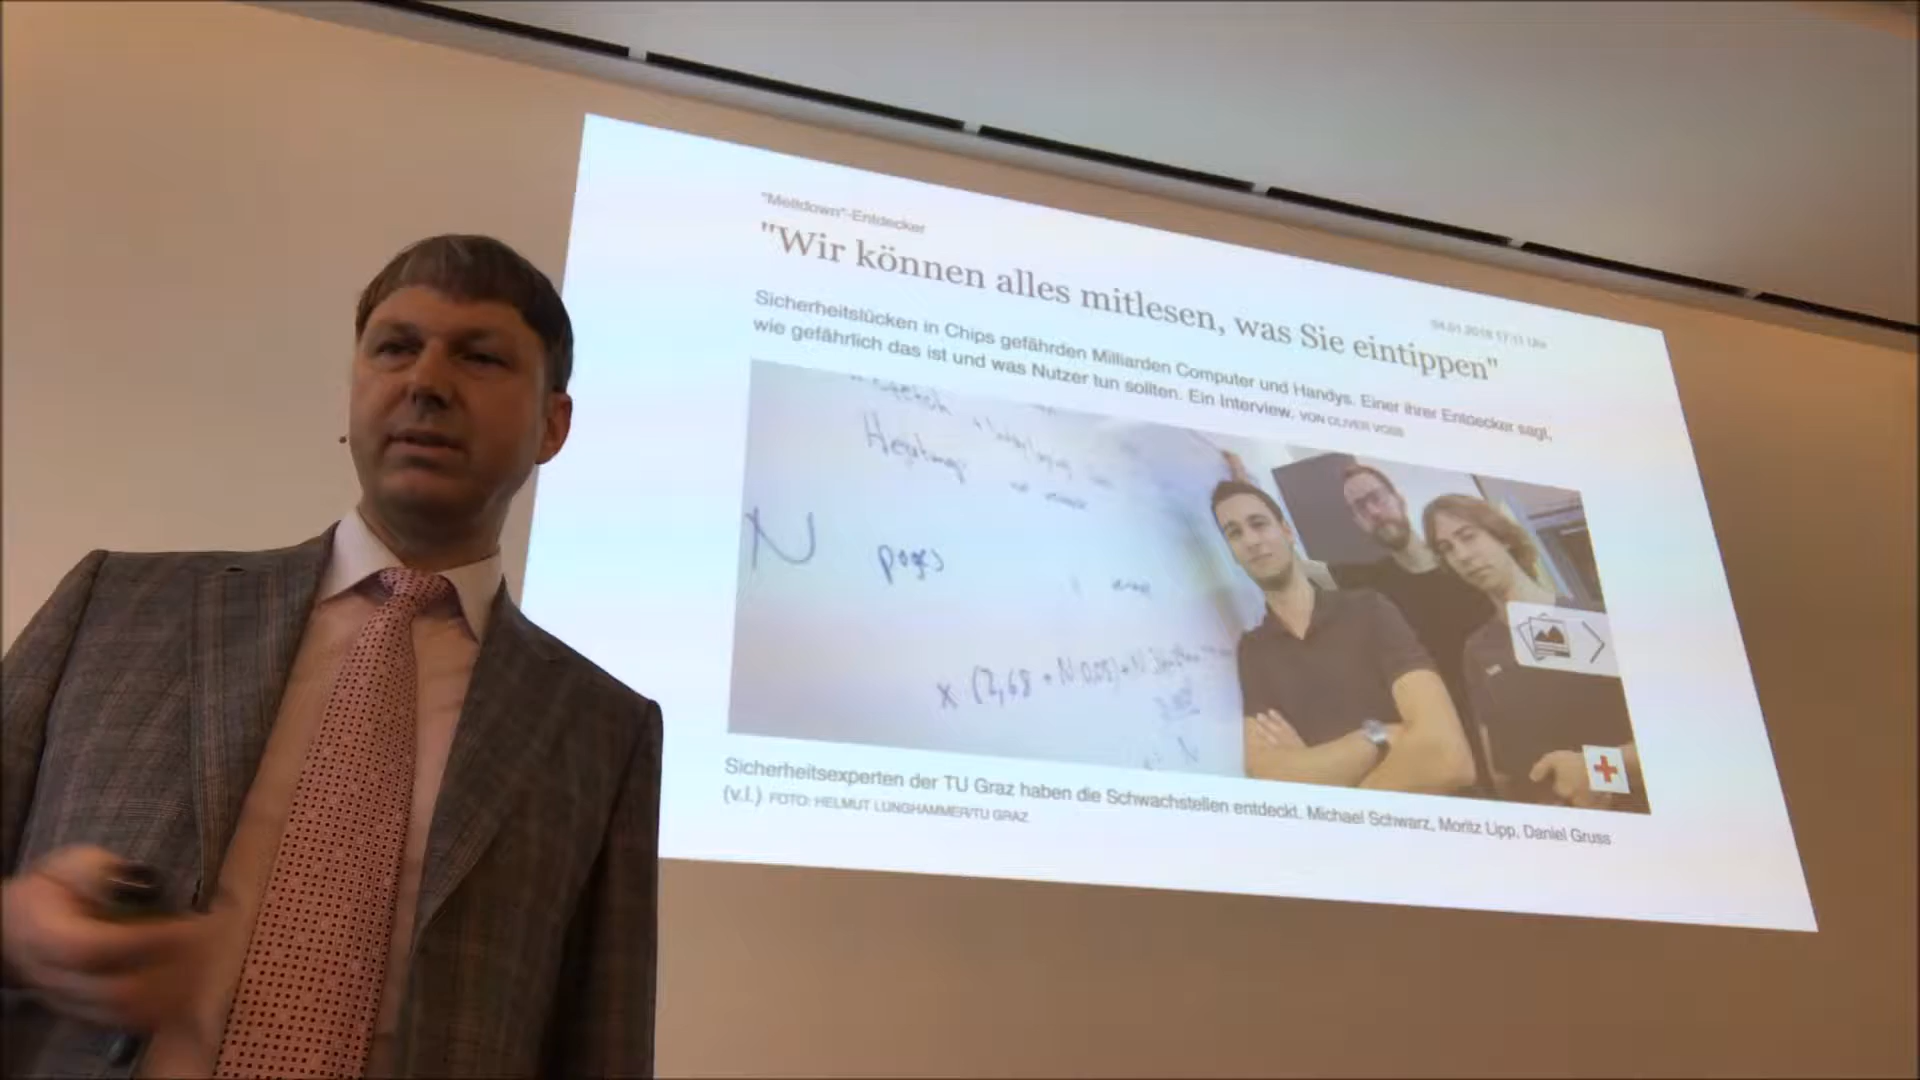 "Meltdown"-Entdecker
"Wir können alles mitlesen, was Sie eintippen"
04.01.2018 17:11 Uhr
Sicherheitslücken in Chips gefährden Milliarden Computer und Handys. Einer ihrer Entdecker sagt,
wie gefährlich das ist und was Nutzer tun sollten. Ein Interview. VON OLIVER VOSS
N pages
x (2,68 + N
N
Sicherheitsexperten der TU Graz haben die Schwachstellen entdeckt. Michael Schwarz, Moritz Lipp, Daniel Gruss
(v.l.) FOTO: HELMUT LUNGHAMMER/TU GRAZ